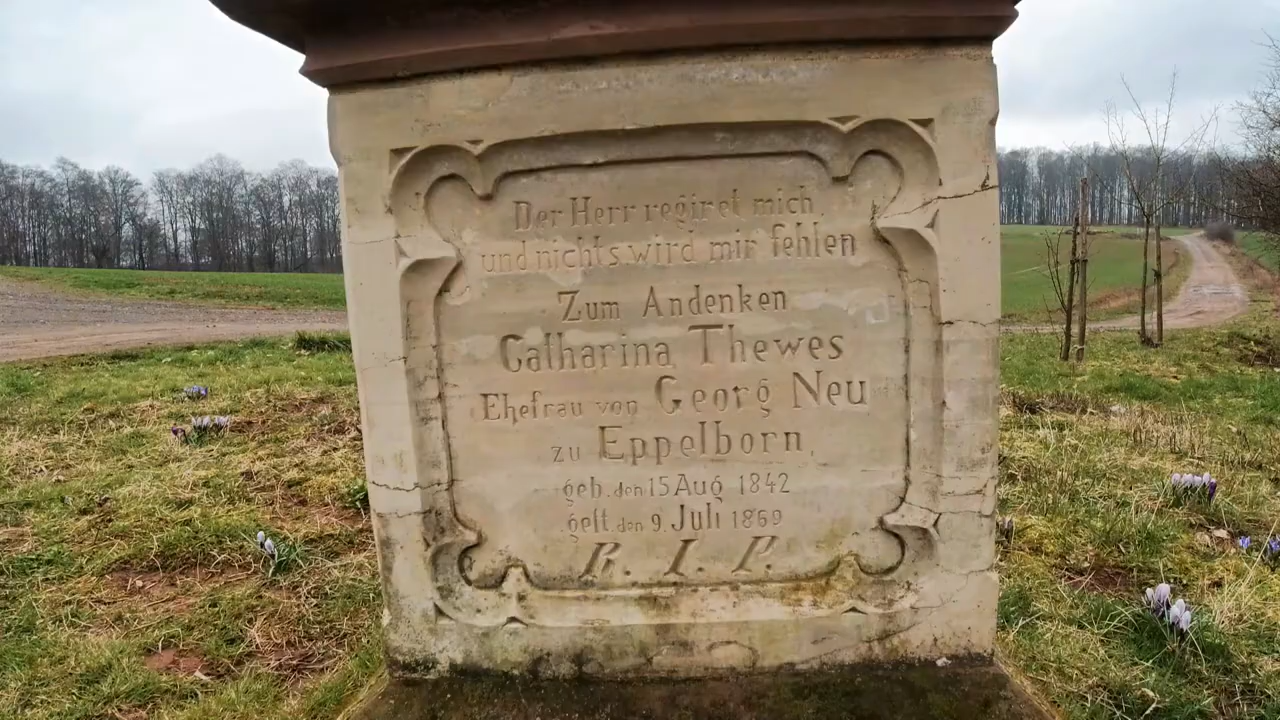 Der Herr regiret mich,
und nichts wird mir fehlen
Zum Andenken
Catharina Thewes
Ehefrau von Georg Neu
zu Eppelborn,
geb. den 15 Aug 1842
gest. den 9. Juli 1869
R. I. P.